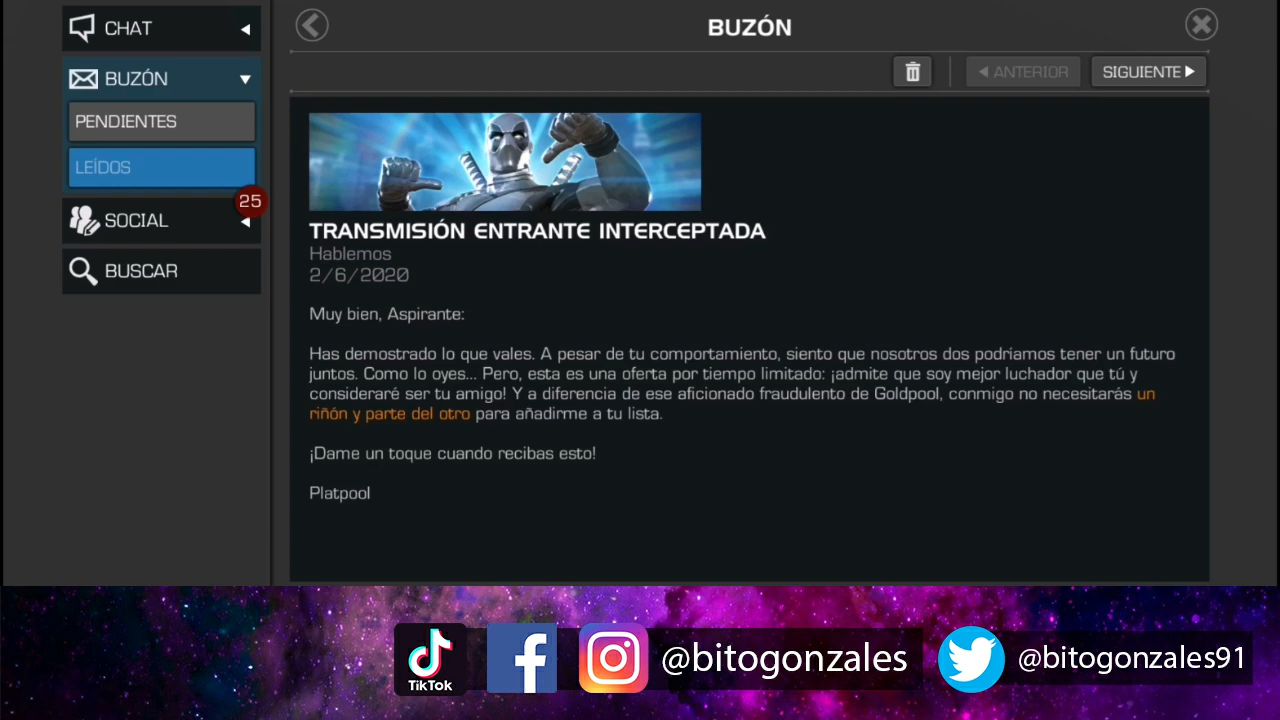 CHAT
BUZÓN
PENDIENTES
LEÍDOS
25
SOCIAL
BUSCAR
BUZÓN
ANTERIOR
SIGUIENTE
TRANSMISIÓN ENTRANTE INTERCEPTADA
Hablemos
2/6/2020
Muy bien, Aspirante:
Has demostrado lo que vales. A pesar de tu comportamiento, siento que nosotros dos podríamos tener un futuro
juntos. Como lo oyes... Pero, esta es una oferta por tiempo limitado: ¡admite que soy mejor luchador que tú y
consideraré ser tu amigo! Y a diferencia de ese aficionado fraudulento de Goldpool, conmigo no necesitarás un
riñón y parte del otro para añadirme a tu lista.
¡Dame un toque cuando recibas esto!
Platpool
TikTok
@bitogonzales
@bitogonzales91